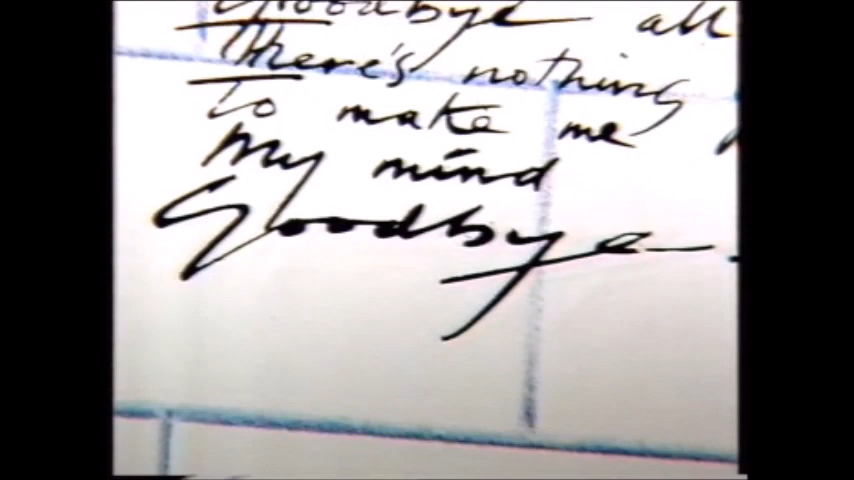 Goodbye all
There's nothing
To make me
My mind
Goodbye